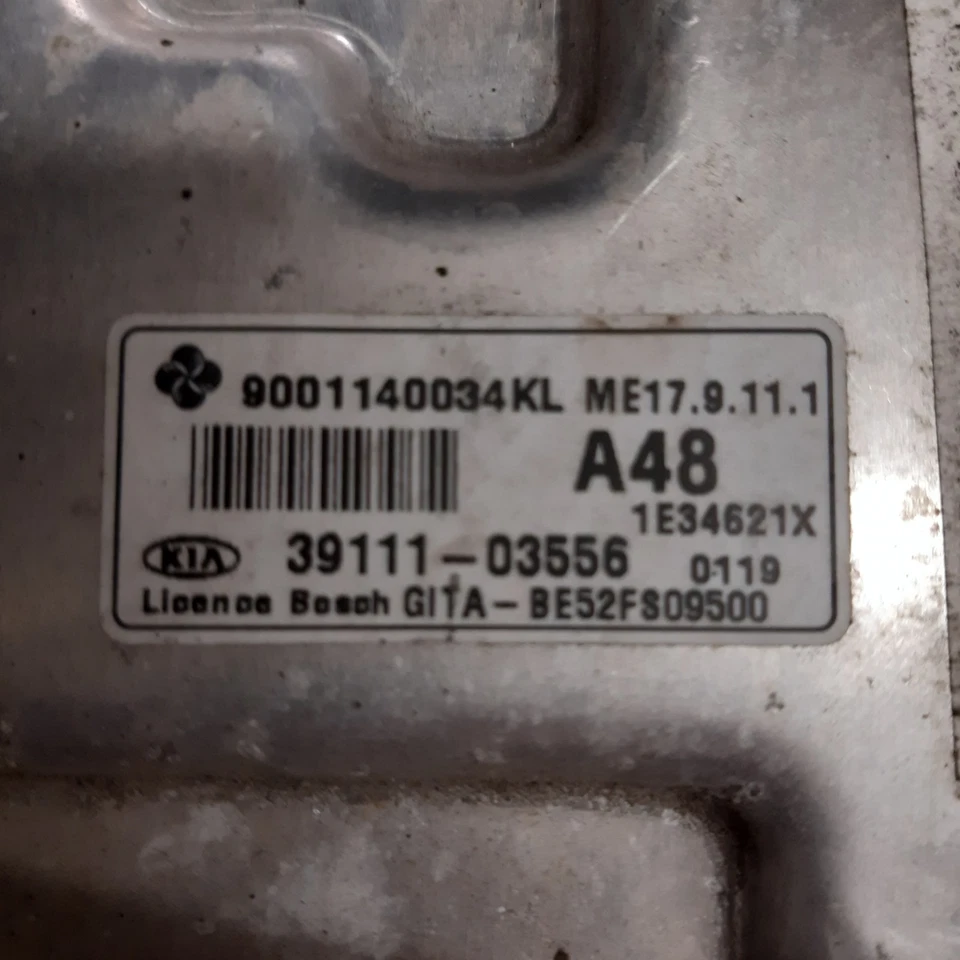 9001140034KL ME17.9.11.1
A48
1E34621X
KIA 39111-03556 0119
Licence Bosch GITA-BE52FS09500